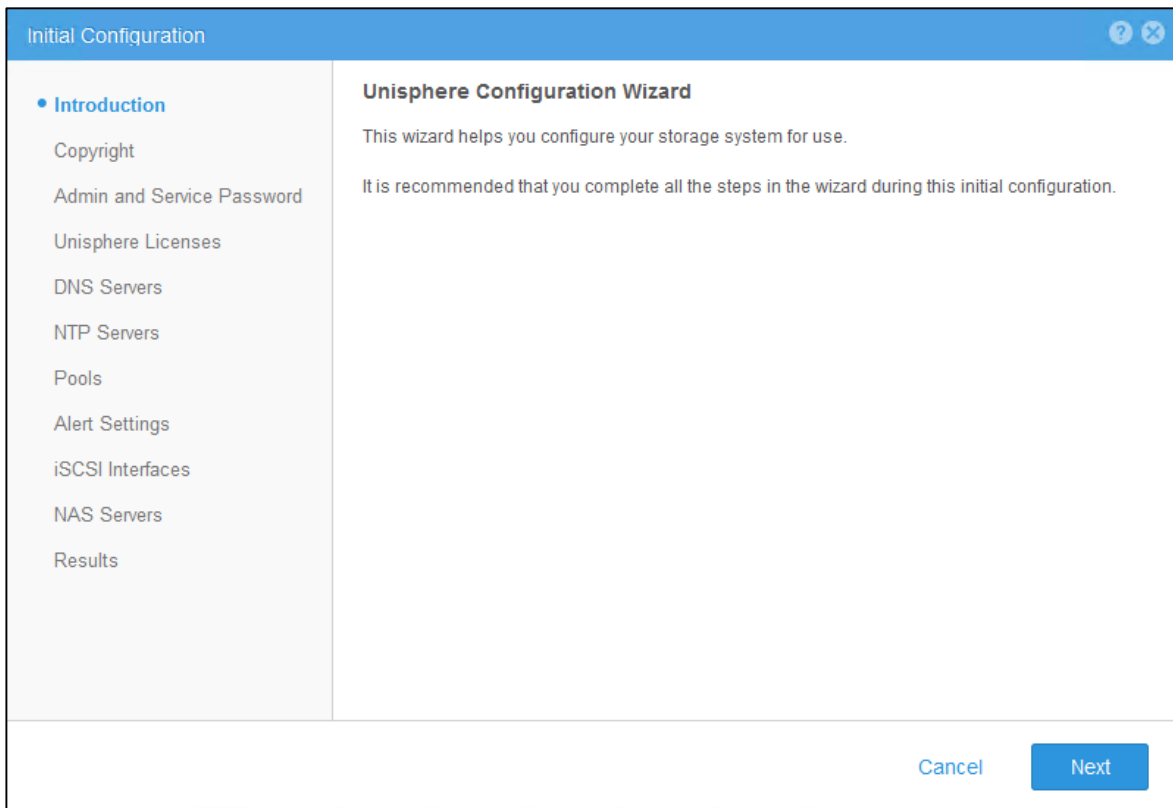 Initial Configuration
Introduction
Copyright
Admin and Service Password
Unisphere Licenses
DNS Servers
NTP Servers
Pools
Alert Settings
iSCSI Interfaces
NAS Servers
Results
Unisphere Configuration Wizard
This wizard helps you configure your storage system for use.
It is recommended that you complete all the steps in the wizard during this initial configuration.
Cancel
Next